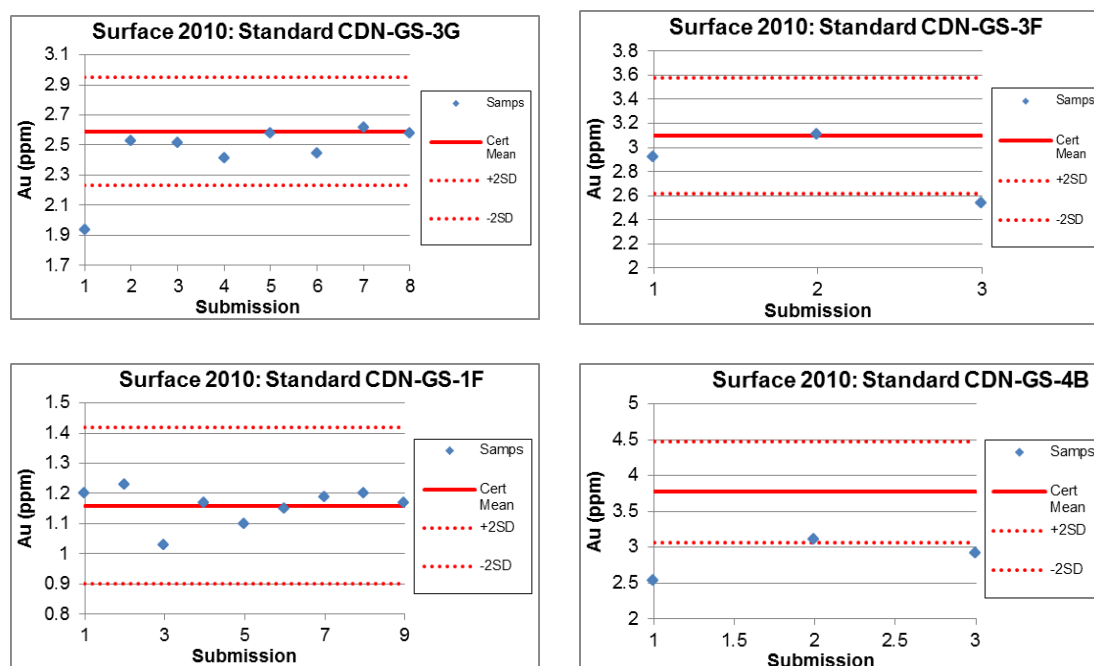 Surface 2010: Standard CDN-GS-3G
3.1
2.9
2.7
2.5
2.3
2.1
1.9
1.7
Au (ppm)
1 2 3 4 5 6 7 8
Submission
Samps
Cert
Mean
+2SD
-2SD
Surface 2010: Standard CDN-GS-3F
3.8
3.6
3.4
3.2
3
2.8
2.6
2.4
2.2
2
Au (ppm)
1 2 3
Submission
Samps
Cert
Mean
+2SD
-2SD
Surface 2010: Standard CDN-GS-1F
1.5
1.4
1.3
1.2
1.1
1
0.9
0.8
Au (ppm)
1 3 5 7 9
Submission
Samps
Cert
Mean
+2SD
-2SD
Surface 2010: Standard CDN-GS-4B
5
4.5
4
3.5
3
2.5
2
Au (ppm)
1 1.5 2 2.5 3
Submission
Samps
Cert
Mean
+2SD
-2SD